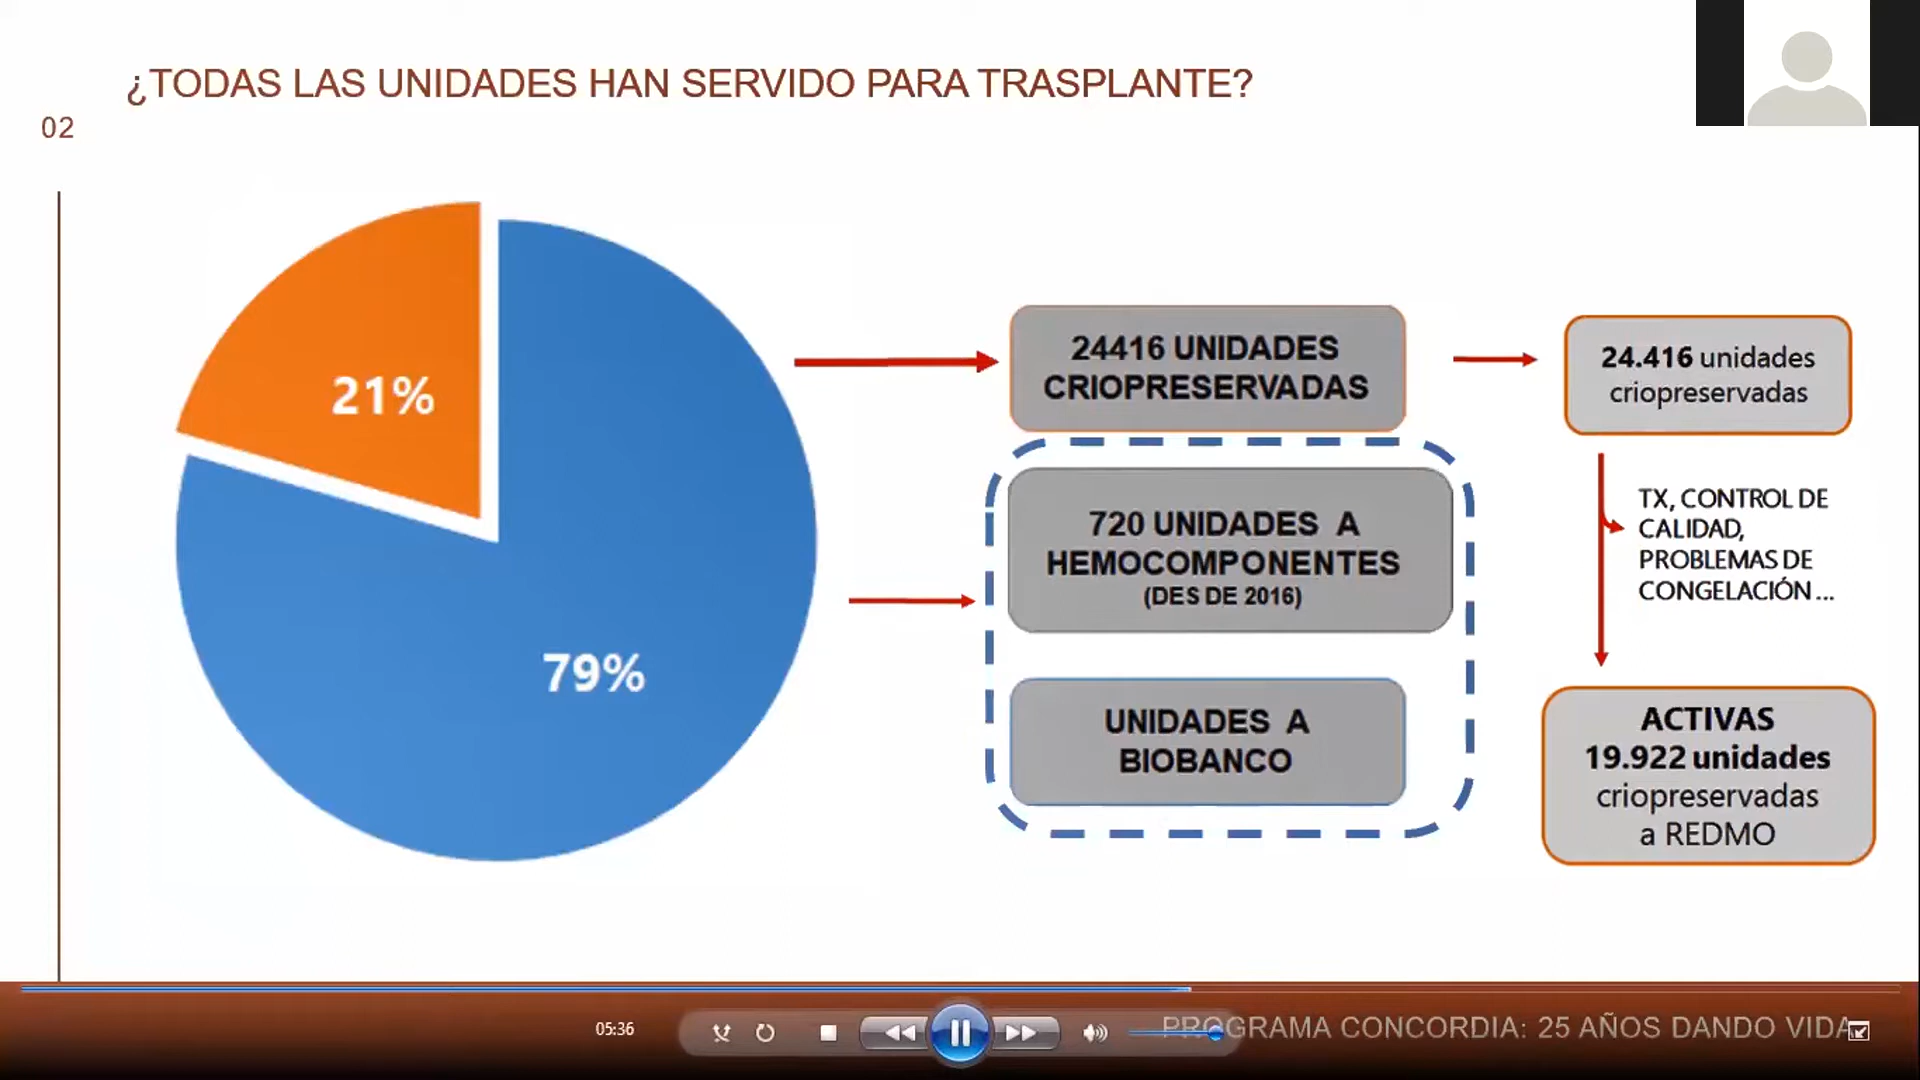 ¿TODAS LAS UNIDADES HAN SERVIDO PARA TRASPLANTE?
02
21%
79%
24416 UNIDADES
CRIOPRESERVADAS
720 UNIDADES A
HEMOCOMPONENTES
(DES DE 2016)
UNIDADES A
BIOBANCO
24.416 unidades
criopreservadas
TX, CONTROL DE
CALIDAD,
PROBLEMAS DE
CONGELACIÓN...
ACTIVAS
19.922 unidades
criopreservadas
a REDMO
05:36
PROGRAMA CONCORDIA: 25 AÑOS DANDO VIDA